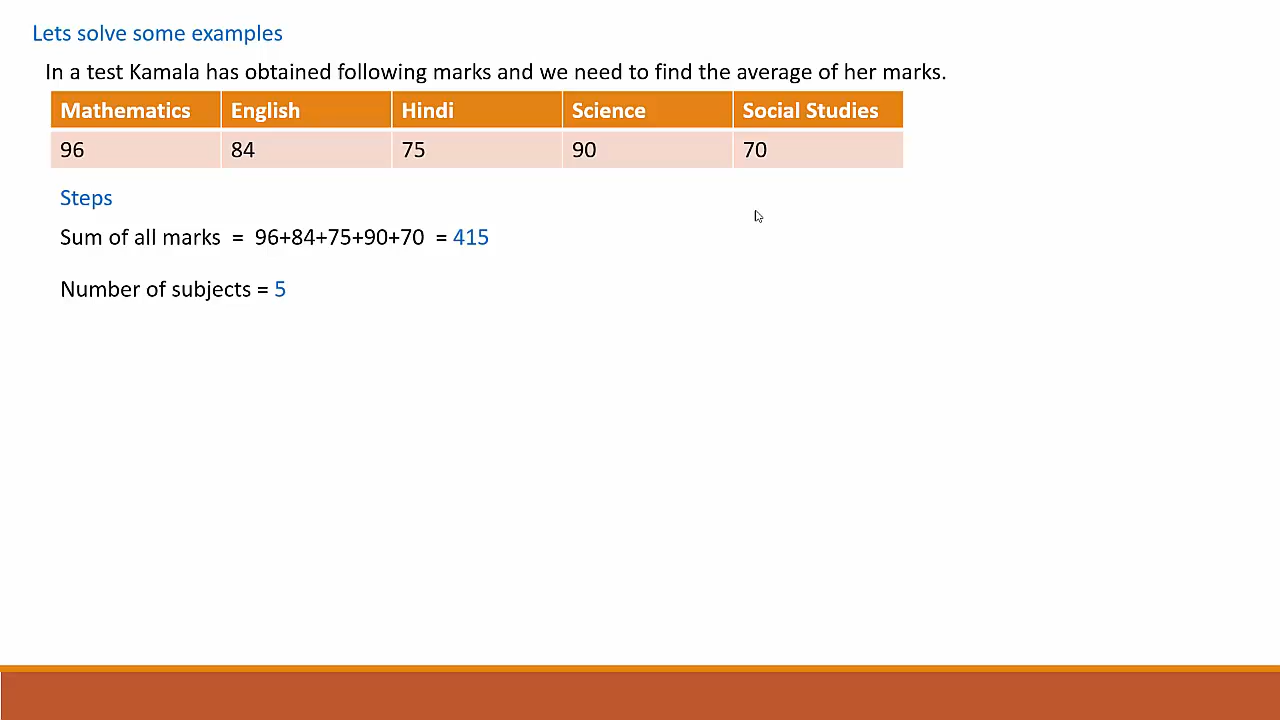 Lets solve some examples
In a test Kamala has obtained following marks and we need to find the average of her marks.
Mathematics English Hindi Science Social Studies
96 84 75 90 70
Steps
Sum of all marks = 96+84+75+90+70 = 415
Number of subjects = 5